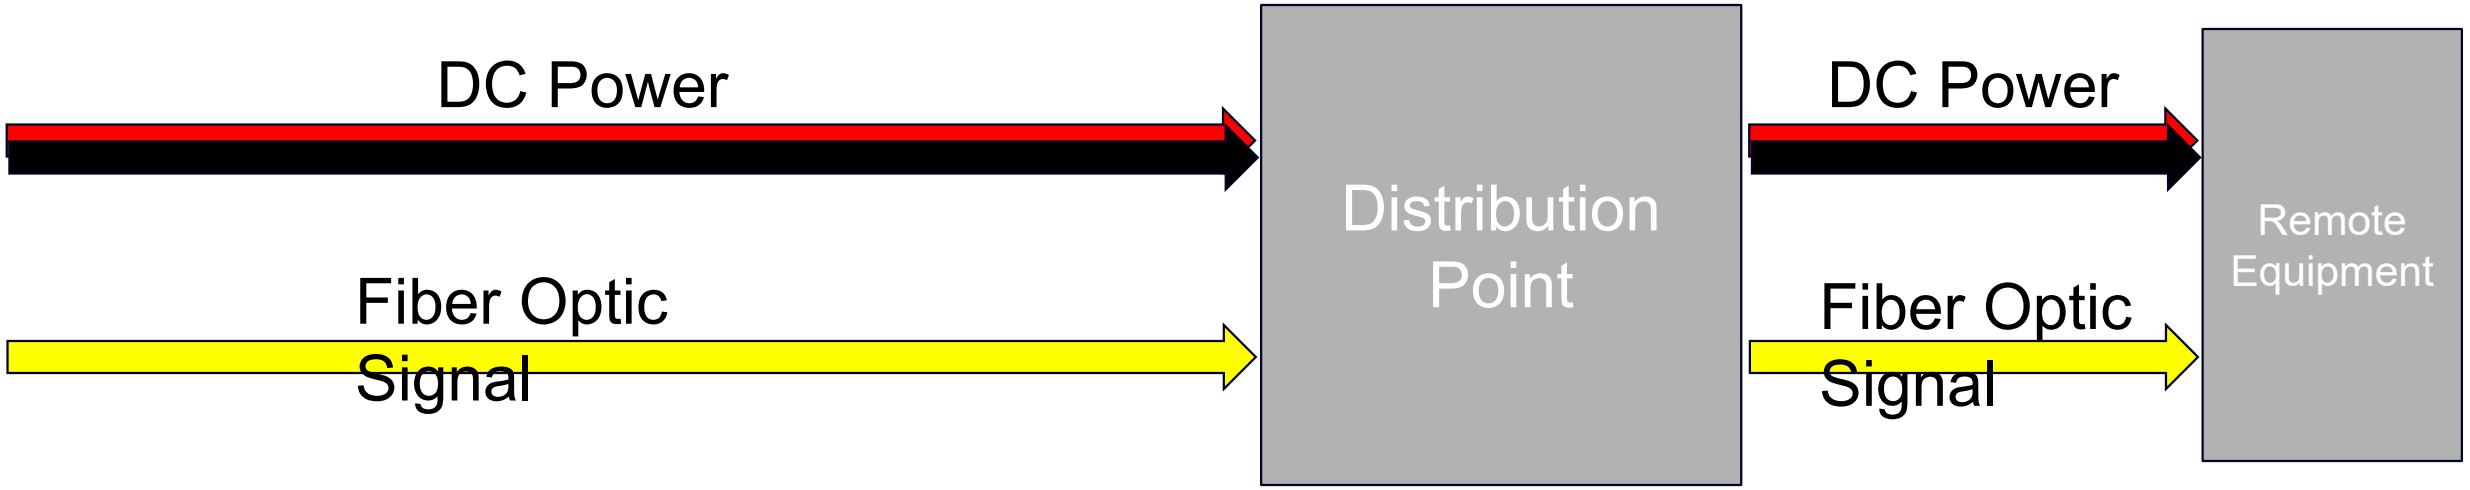 DC Power
Fiber Optic
Signal
Distribution
Point
DC Power
Fiber Optic
Signal
Remote
Equipment